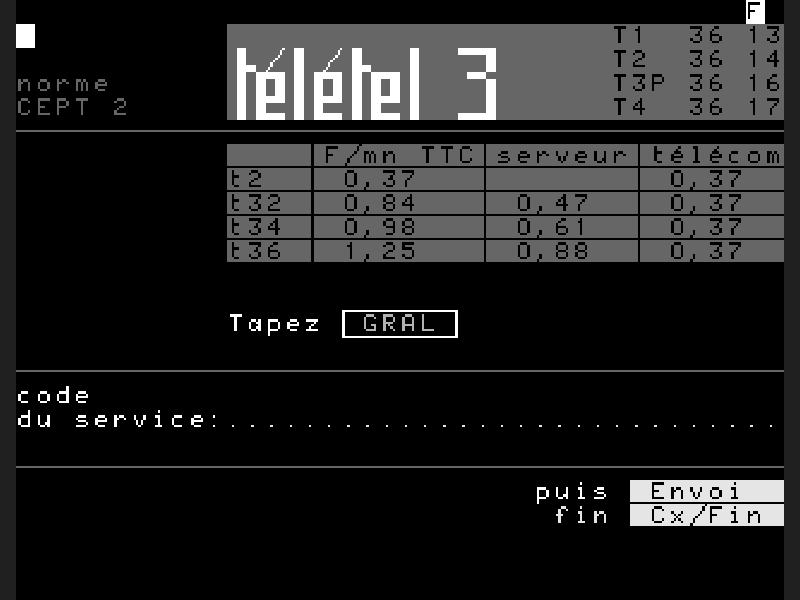 F
T1 36 13
T2 36 14
télétel 3
norme T3P 36 16
CEPT 2 T4 36 17
F/mn TTC serveur télécom
t2 0,37 0,37
t32 0,84 0,47 0,37
t34 0,98 0,61 0,37
t36 1,25 0,88 0,37
Tapez GRAL
code
du service:................................
puis Envoi
fin Cx/Fin